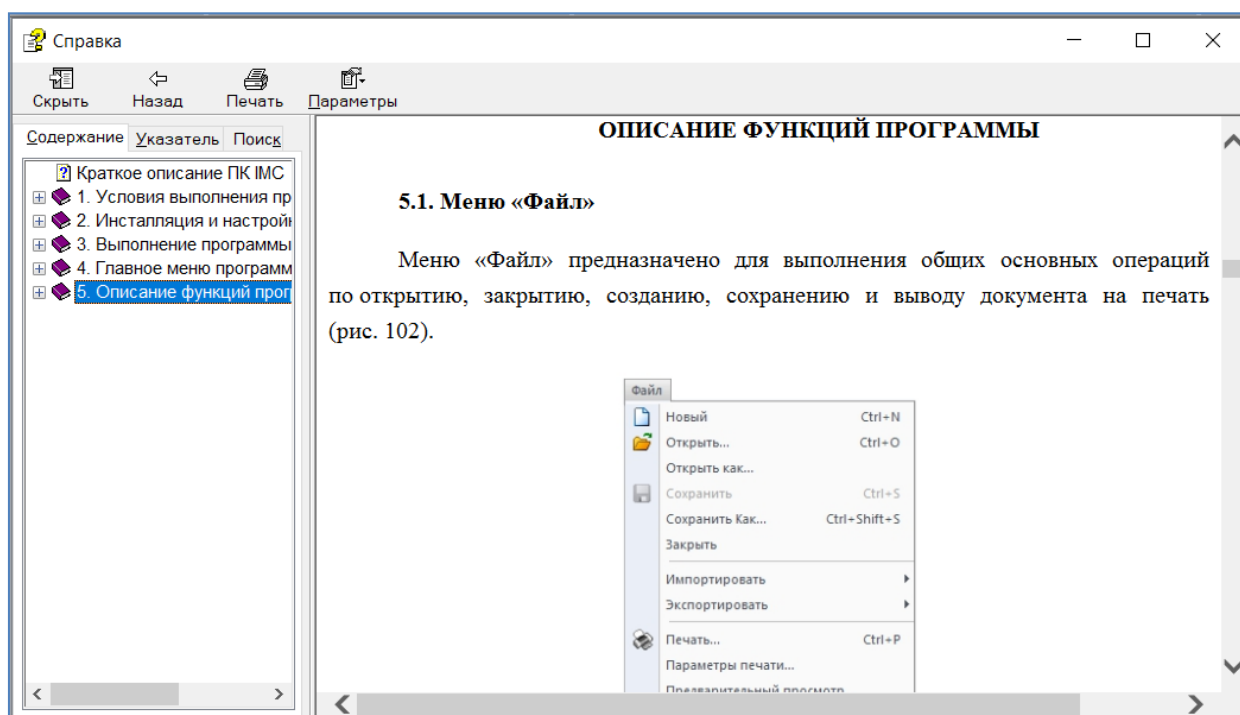 Справка
Скрыть Назад Печать Параметры
Содержание Указатель Поиск
Краткое описание ПК IMC
1. Условия выполнения пр
2. Инсталляция и настрой
3. Выполнение программы
4. Главное меню программ
5. Описание функций прог
ОПИСАНИЕ ФУНКЦИЙ ПРОГРАММЫ
5.1. Меню «Файл»
Меню «Файл» предназначено для выполнения общих основных операций
по открытию, закрытию, созданию, сохранению и выводу документа на печать
(рис. 102).
Файл
Новый Ctrl+N
Открыть... Ctrl+O
Открыть как...
Сохранить Ctrl+S
Сохранить Как... Ctrl+Shift+S
Закрыть
Импортировать
Экспортировать
Печать... Ctrl+P
Параметры печати...
Предварительный просмотр